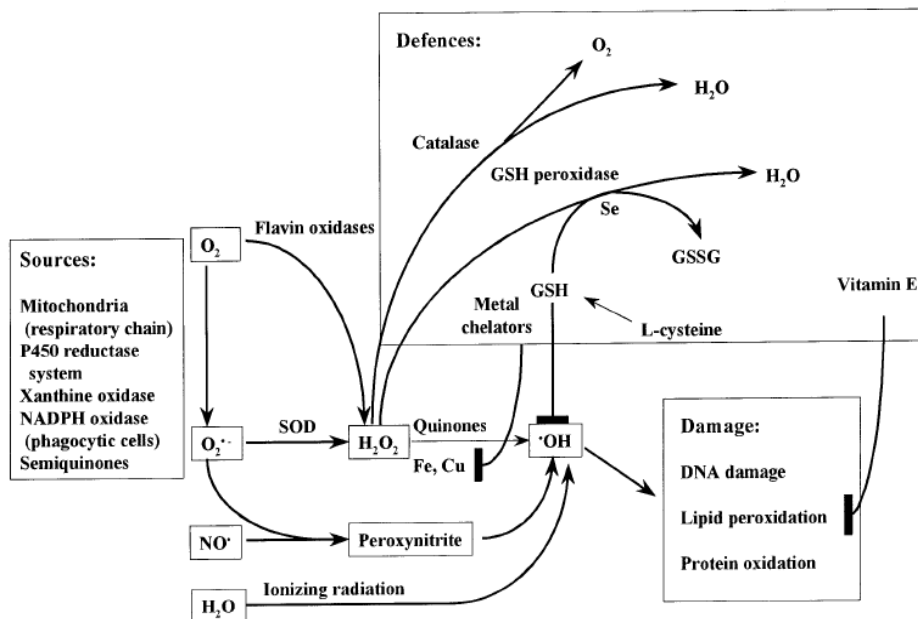 Defences:
O₂
H₂O
Catalase
GSH peroxidase
H₂O
Se
GSSG
Flavin oxidases
O₂
Sources:
Mitochondria
(respiratory chain)
P450 reductase
system
Xanthine oxidase
NADPH oxidase
(phagocytic cells)
Semiquinones
GSH
Metal
chelators
L-cysteine
Vitamin E
O₂•-
SOD
H₂O₂
Quinones
Fe, Cu
•OH
Damage:
DNA damage
Lipid peroxidation
Protein oxidation
NO•
Peroxynitrite
Ionizing radiation
H₂O